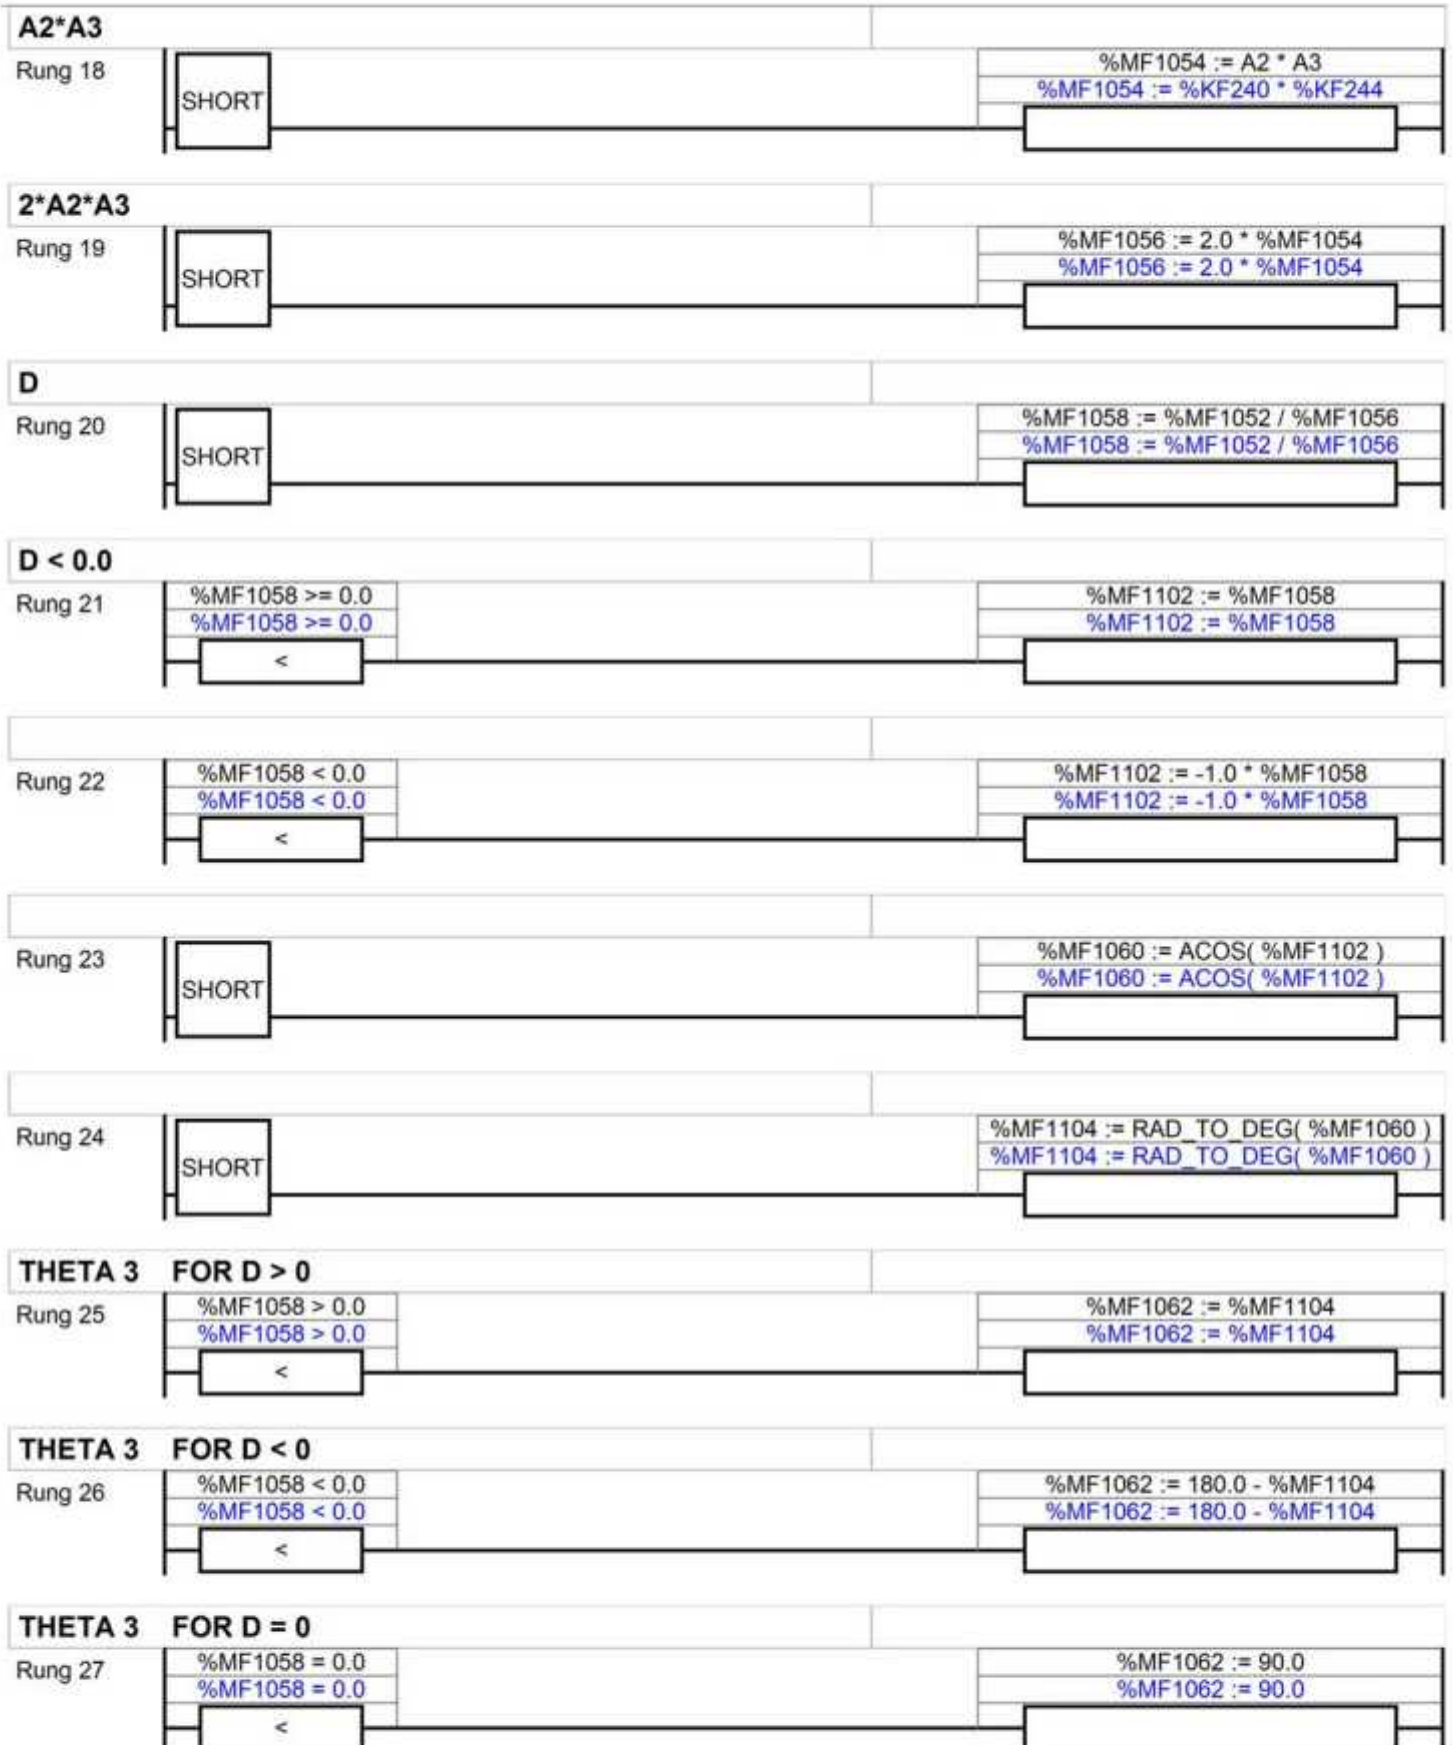 A2*A3
Rung 18
SHORT
%MF1054 := A2 * A3
%MF1054 := %KF240 * %KF244
2*A2*A3
Rung 19
SHORT
%MF1056 := 2.0 * %MF1054
%MF1056 := 2.0 * %MF1054
D
Rung 20
SHORT
%MF1058 := %MF1052 / %MF1056
%MF1058 := %MF1052 / %MF1056
D < 0.0
Rung 21
%MF1058 >= 0.0
%MF1058 >= 0.0
<
%MF1102 := %MF1058
%MF1102 := %MF1058
Rung 22
%MF1058 < 0.0
%MF1058 < 0.0
<
%MF1102 := -1.0 * %MF1058
%MF1102 := -1.0 * %MF1058
Rung 23
SHORT
%MF1060 := ACOS( %MF1102 )
%MF1060 := ACOS( %MF1102 )
Rung 24
SHORT
%MF1104 := RAD_TO_DEG( %MF1060 )
%MF1104 := RAD_TO_DEG( %MF1060 )
THETA 3 FOR D > 0
Rung 25
%MF1058 > 0.0
%MF1058 > 0.0
<
%MF1062 := %MF1104
%MF1062 := %MF1104
THETA 3 FOR D < 0
Rung 26
%MF1058 < 0.0
%MF1058 < 0.0
<
%MF1062 := 180.0 - %MF1104
%MF1062 := 180.0 - %MF1104
THETA 3 FOR D = 0
Rung 27
%MF1058 = 0.0
%MF1058 = 0.0
<
%MF1062 := 90.0
%MF1062 := 90.0